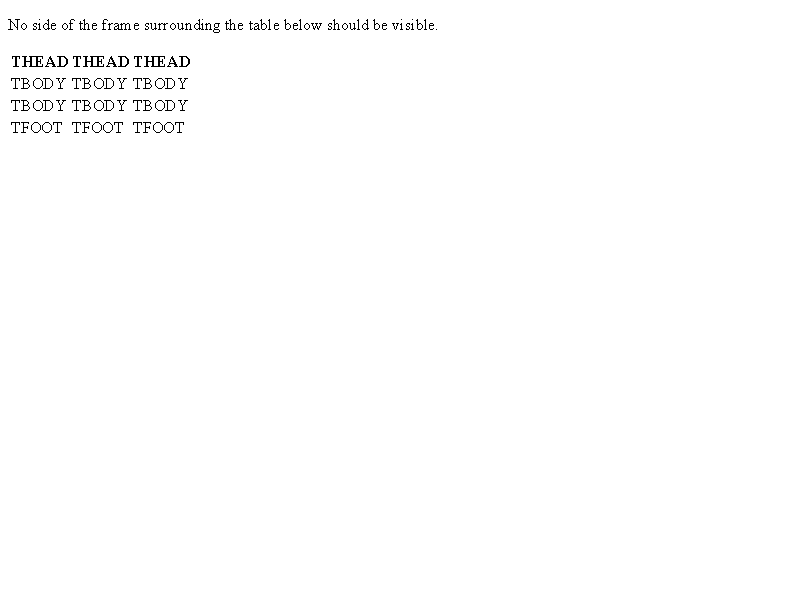 No side of the frame surrounding the table below should be visible.
THEAD THEAD THEAD
TBODY TBODY TBODY
TBODY TBODY TBODY
TFOOT TFOOT TFOOT